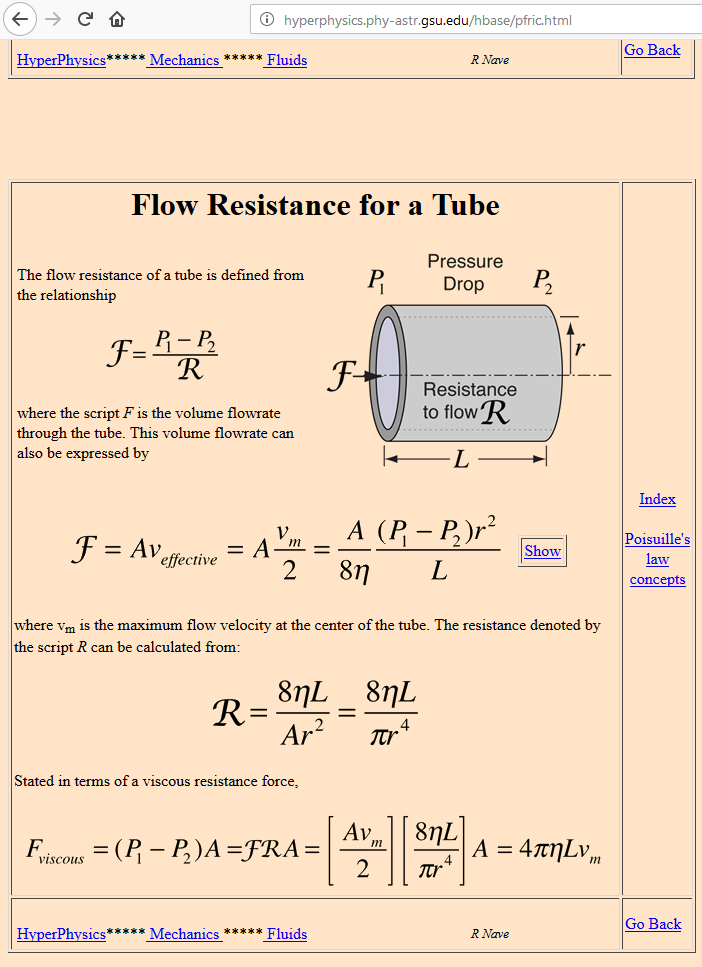 hyperphysics.phy-astr.gsu.edu/hbase/pfric.html
HyperPhysics***** Mechanics ***** Fluids
R Nave
Go Back
Flow Resistance for a Tube
The flow resistance of a tube is defined from
the relationship
ℱ = (P₁ − P₂)/ℛ
where the script F is the volume flowrate
through the tube. This volume flowrate can
also be expressed by
P₁
Pressure
Drop
P₂
r
ℱ
Resistance
to flow ℛ
L
ℱ = Av_effective = A v_m/2 = A/8η (P₁ − P₂)r²/L
Show
where v_m is the maximum flow velocity at the center of the tube. The resistance denoted by
the script R can be calculated from:
ℛ = 8ηL/Ar² = 8ηL/πr⁴
Stated in terms of a viscous resistance force,
F_viscous = (P₁ − P₂)A = ℱℛA = [Av_m/2][8ηL/πr⁴] A = 4πηLv_m
Index
Poisuille's
law
concepts
HyperPhysics***** Mechanics ***** Fluids
R Nave
Go Back